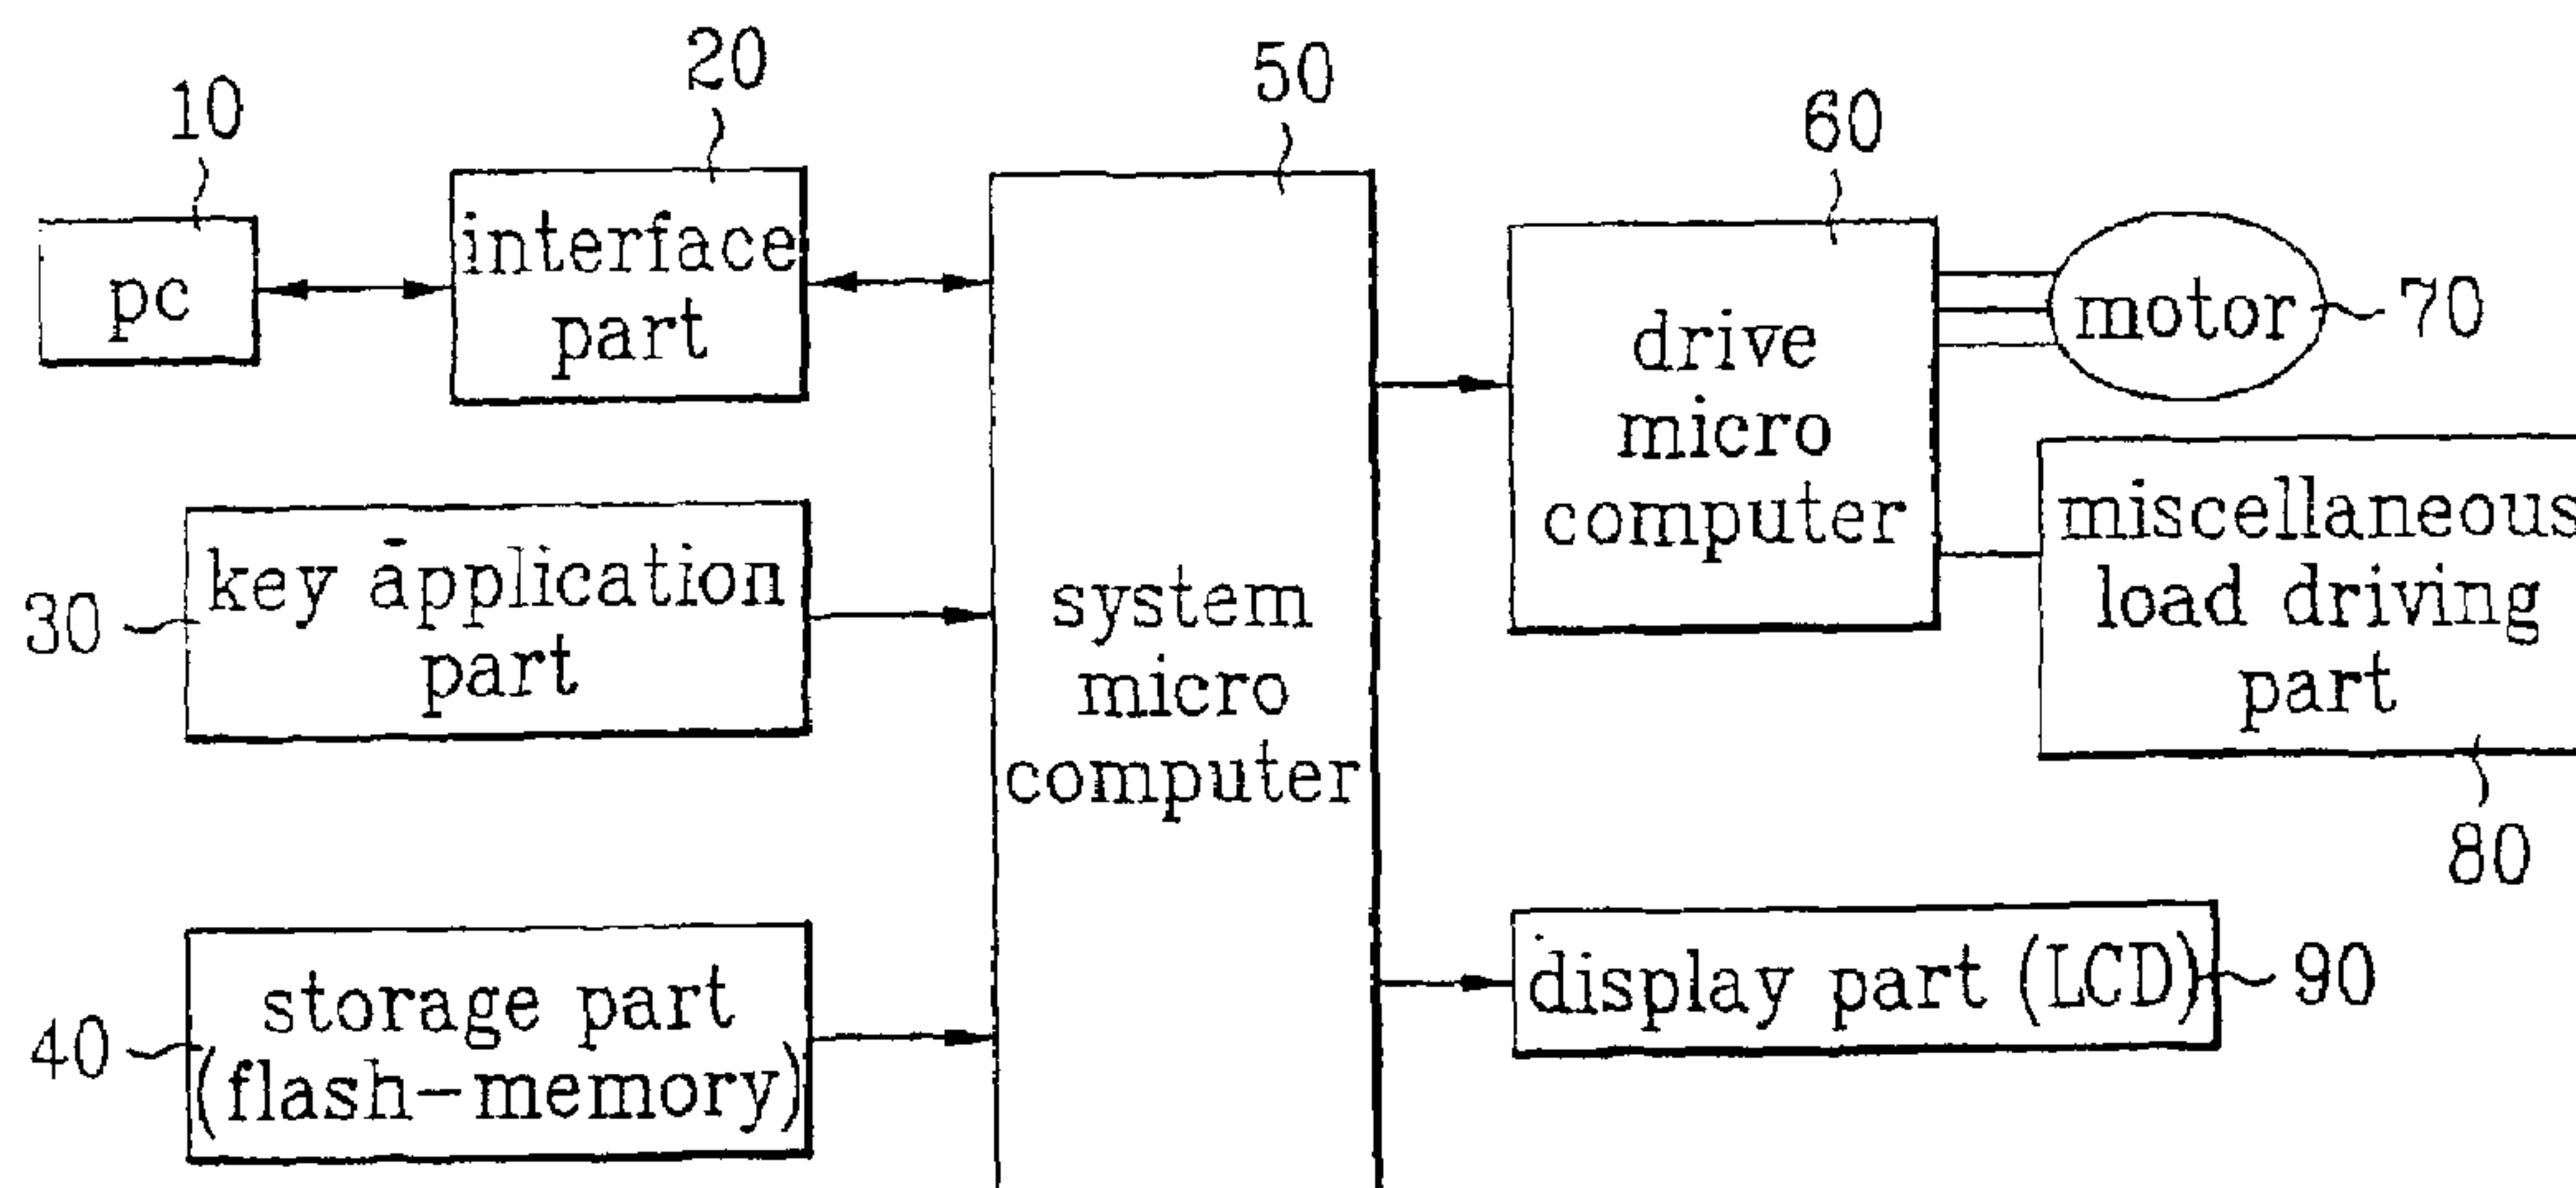 10
20
50
60
pc
interface
part
motor
70
drive
micro
computer
key application
part
30
system
micro
computer
miscellaneous
load driving
part
80
storage part
(flash-memory)
40
display part (LCD)
90